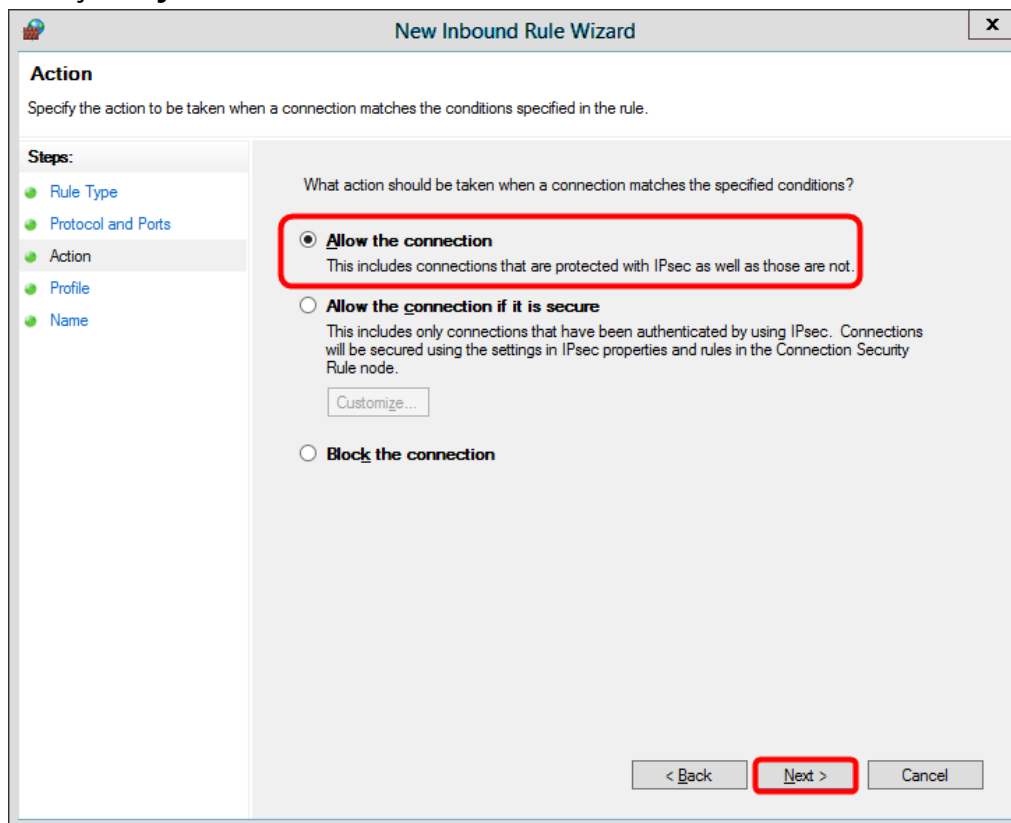 New Inbound Rule Wizard
X
Action
Specify the action to be taken when a connection matches the conditions specified in the rule.
Steps:
Rule Type
Protocol and Ports
Action
Profile
Name
What action should be taken when a connection matches the specified conditions?
Allow the connection
This includes connections that are protected with IPsec as well as those are not.
Allow the connection if it is secure
This includes only connections that have been authenticated by using IPsec. Connections
will be secured using the settings in IPsec properties and rules in the Connection Security
Rule node.
Customize...
Block the connection
< Back
Next >
Cancel